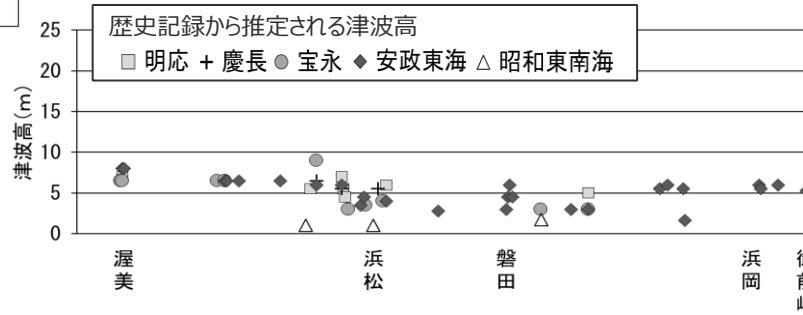 歴史記録から推定される津波高
□ 明応 + 慶長 ● 宝永 ◆ 安政東海 △ 昭和東南海
津波高(m)
25
20
15
10
5
0
渥美
浜松
磐田
浜岡